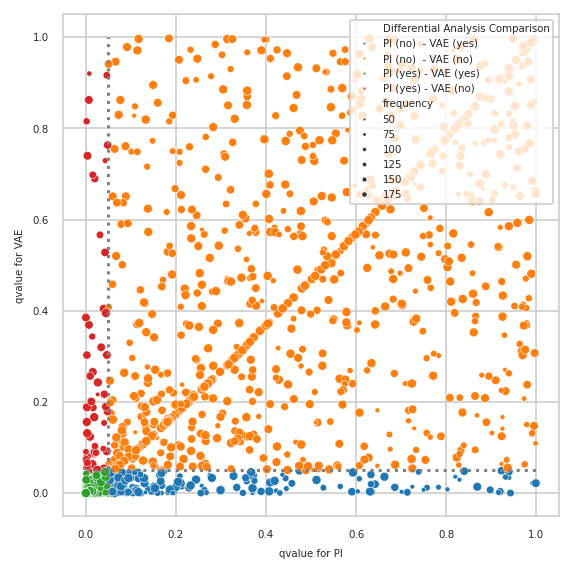 Differential Analysis Comparison
PI (no) - VAE (yes)
PI (no) - VAE (no)
PI (yes) - VAE (yes)
PI (yes) - VAE (no)
frequency
50
75
100
125
150
175
1.0
0.8
0.6
0.4
0.2
0.0
qvalue for VAE
0.0 0.2 0.4 0.6 0.8 1.0
qvalue for PI